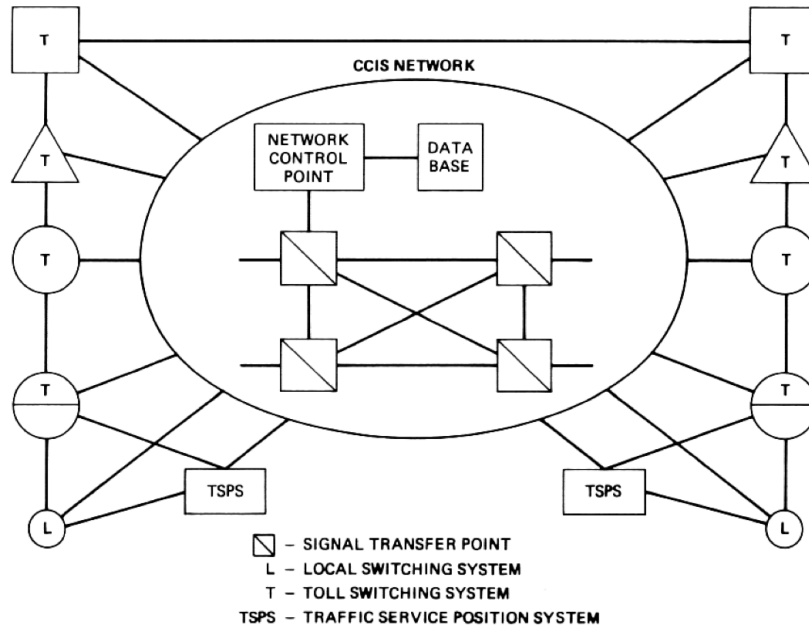 T
T
CCIS NETWORK
NETWORK
CONTROL
POINT
DATA
BASE
T
T
T
T
T
T
TSPS
TSPS
L
L
– SIGNAL TRANSFER POINT
L – LOCAL SWITCHING SYSTEM
T – TOLL SWITCHING SYSTEM
TSPS – TRAFFIC SERVICE POSITION SYSTEM